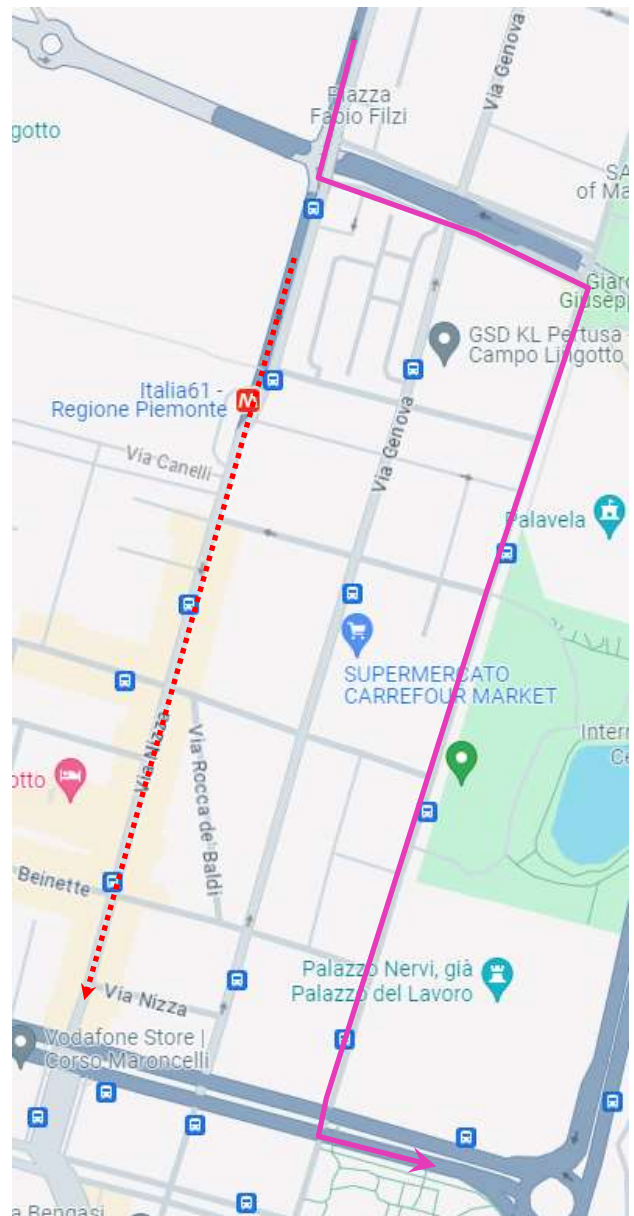 Via Genova
Piazza
Fabio Filzi
gotto
SA
of Ma
Giard
Giusepp
GSD KL Pertusa -
Campo Lingotto
Italia61 -
Regione Piemonte
M
Via Canelli
Via Genova
Palavela
SUPERMERCATO
CARREFOUR MARKET
Via Nizza
Via Rocca de' Baldi
Intern
Ce
otto
Beinette
Palazzo Nervi, già
Palazzo del Lavoro
Via Nizza
Vodafone Store |
Corso Maroncelli
a Bengasi